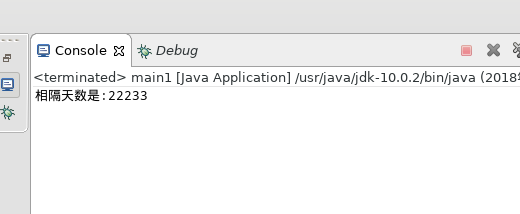 Console Debug
<terminated> main1 [Java Application] /usr/java/jdk-10.0.2/bin/java (2018
相隔天数是:22233